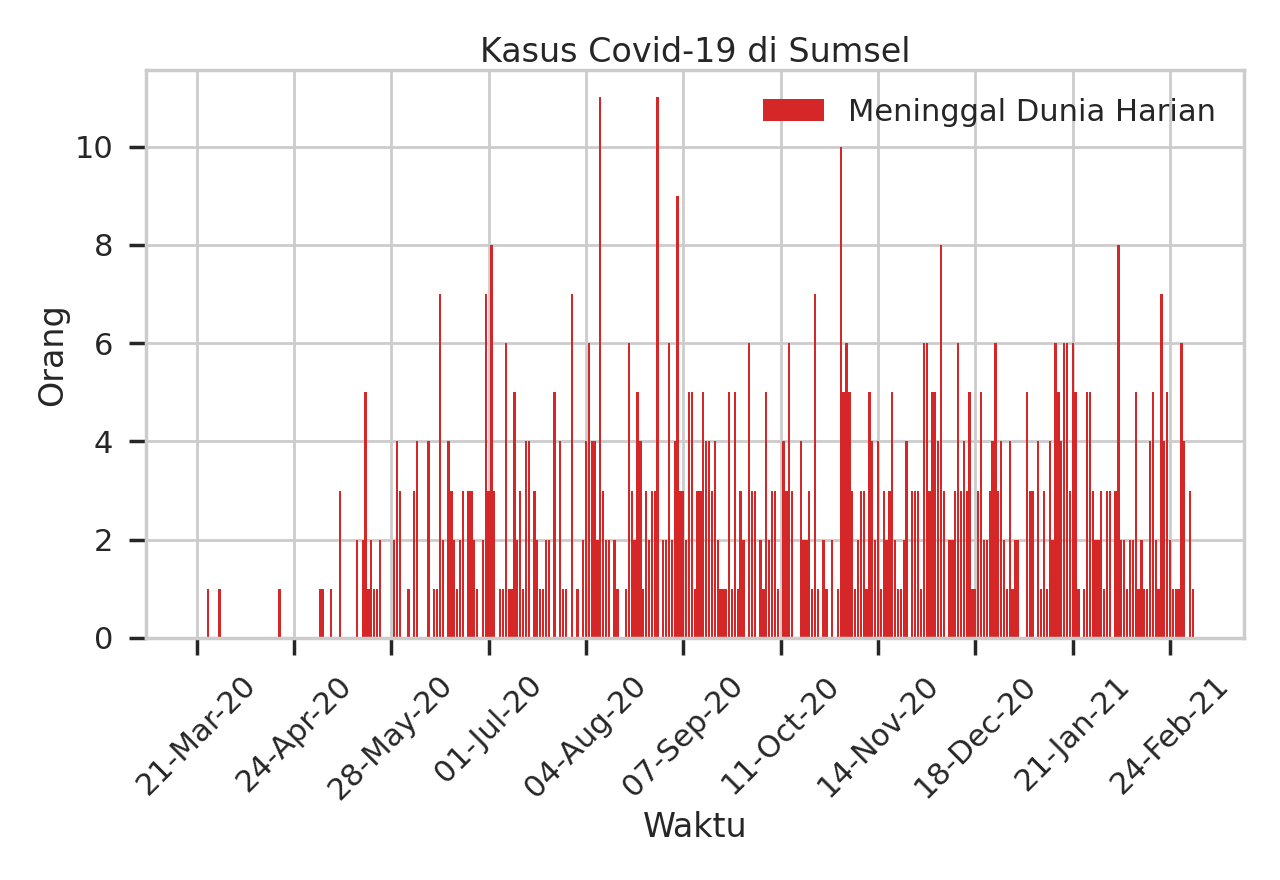 Kasus Covid-19 di Sumsel
Meninggal Dunia Harian
Orang
10
8
6
4
2
0
21-Mar-20
24-Apr-20
28-May-20
01-Jul-20
04-Aug-20
07-Sep-20
11-Oct-20
14-Nov-20
18-Dec-20
21-Jan-21
24-Feb-21
Waktu